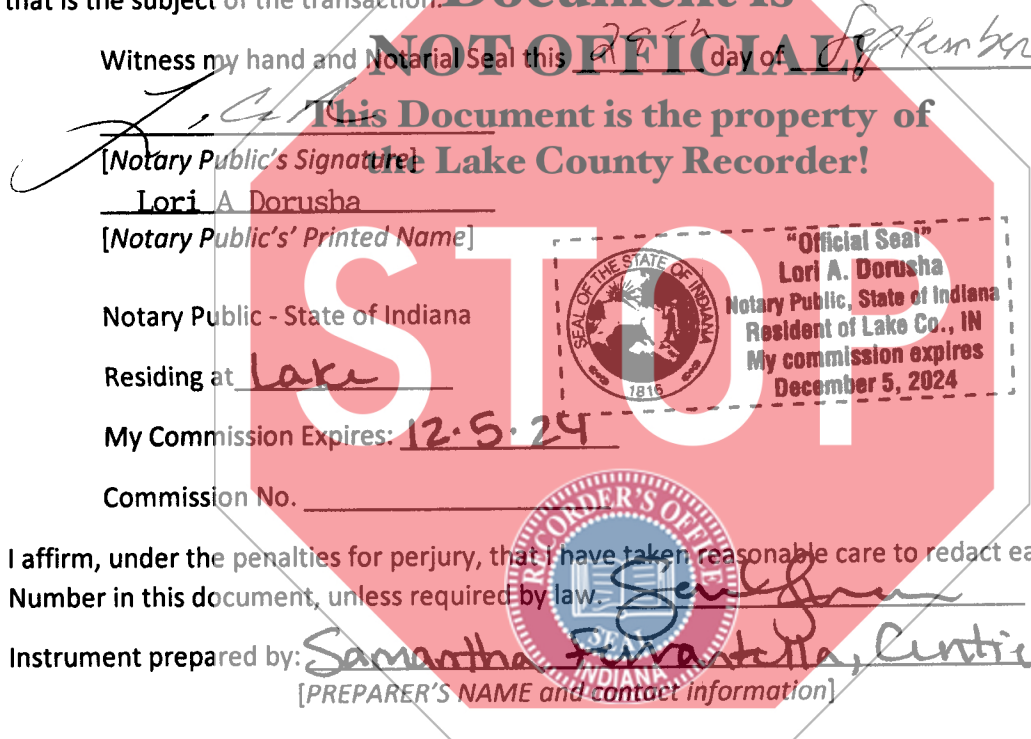 that is the subject of the transaction.
Document is
Witness my hand and Notarial Seal this 29th day of September
NOT OFFICIAL!
This Document is the property of
[Notary Public's Signature]
the Lake County Recorder!
Lori A Dorusha
[Notary Public's' Printed Name]
STOP
SEAL OF THE STATE OF INDIANA
1816
"Official Seal"
Lori A. Dorusha
Notary Public, State of Indiana
Resident of Lake Co., IN
My commission expires
December 5, 2024
Notary Public - State of Indiana
Residing at Lake
My Commission Expires: 12.5.24
Commission No.
RECORDER'S OFFICE
SEAL
INDIANA
I affirm, under the penalties for perjury, that I have taken reasonable care to redact ea
Number in this document, unless required by law.
Instrument prepared by: Samantha
[PREPARER'S NAME and contact information]